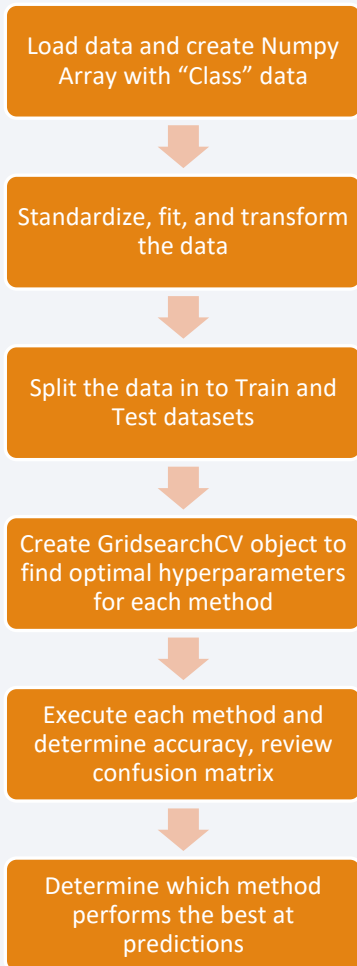 Load data and create Numpy
Array with “Class” data
Standardize, fit, and transform
the data
Split the data in to Train and
Test datasets
Create GridsearchCV object to
find optimal hyperparameters
for each method
Execute each method and
determine accuracy, review
confusion matrix
Determine which method
performs the best at
predictions